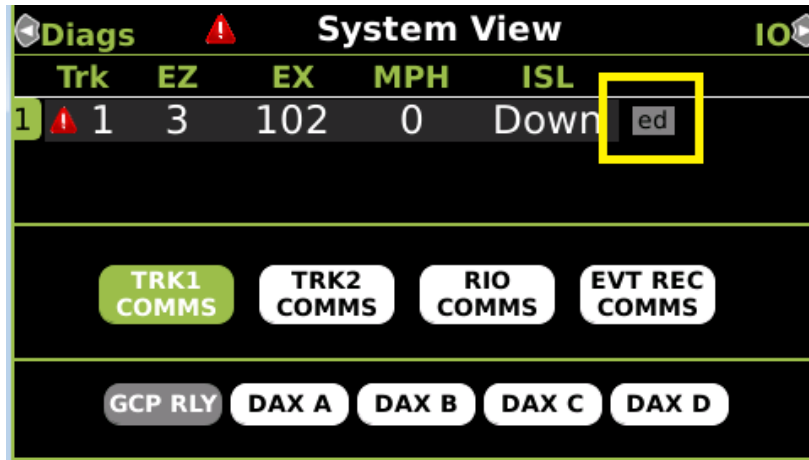 Diags System View IO
Trk EZ EX MPH ISL
1 1 3 102 0 Down ed
TRK1 COMMS
TRK2 COMMS
RIO COMMS
EVT REC COMMS
GCP RLY DAX A DAX B DAX C DAX D